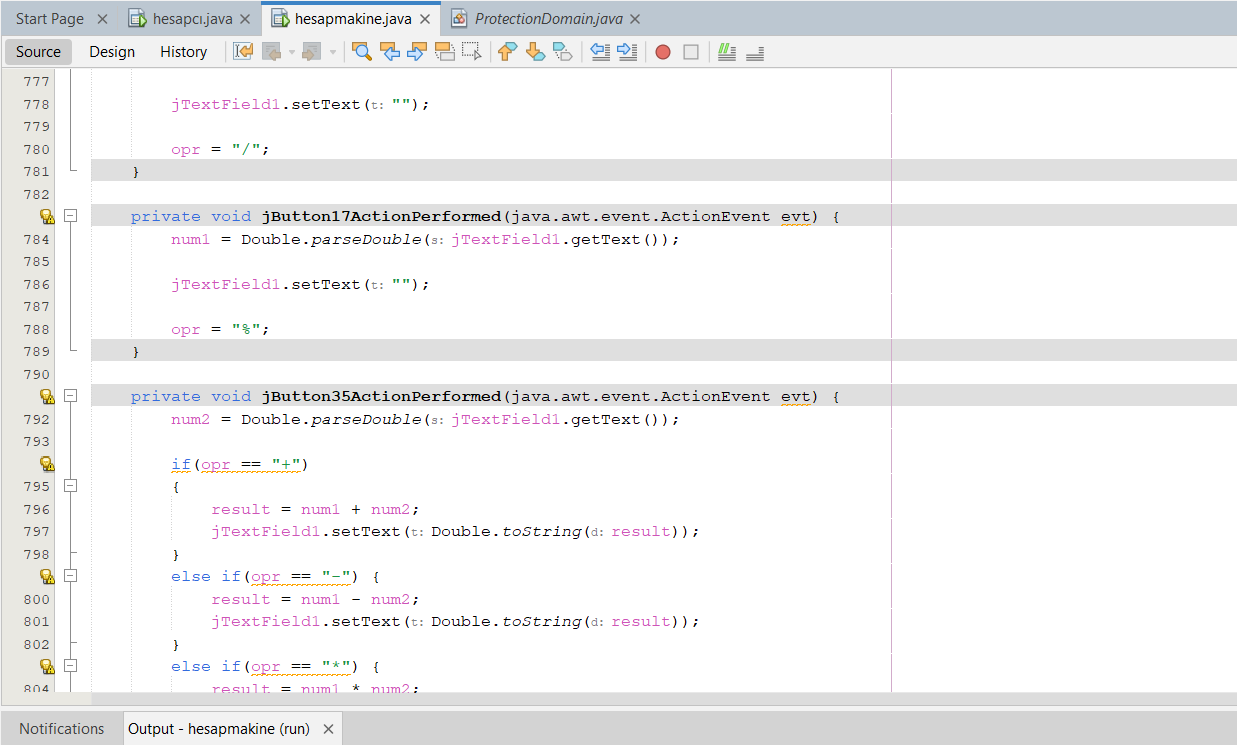 Start Page hesapcı.java hesapmakine.java ProtectionDomain.java
Source Design History
777
778 jTextField1.setText(t: "");
779
780 opr = "/";
781 }
782
private void jButton17ActionPerformed(java.awt.event.ActionEvent evt) {
784 num1 = Double.parseDouble(s: jTextField1.getText());
785
786 jTextField1.setText(t: "");
787
788 opr = "%";
789 }
790
private void jButton35ActionPerformed(java.awt.event.ActionEvent evt) {
792 num2 = Double.parseDouble(s: jTextField1.getText());
793
if(opr == "+")
795 {
796 result = num1 + num2;
797 jTextField1.setText(t: Double.toString(d: result));
798 }
else if(opr == "-") {
800 result = num1 - num2;
801 jTextField1.setText(t: Double.toString(d: result));
802 }
else if(opr == "*") {
804 result = num1 * num2;
Notifications Output - hesapmakine (run)